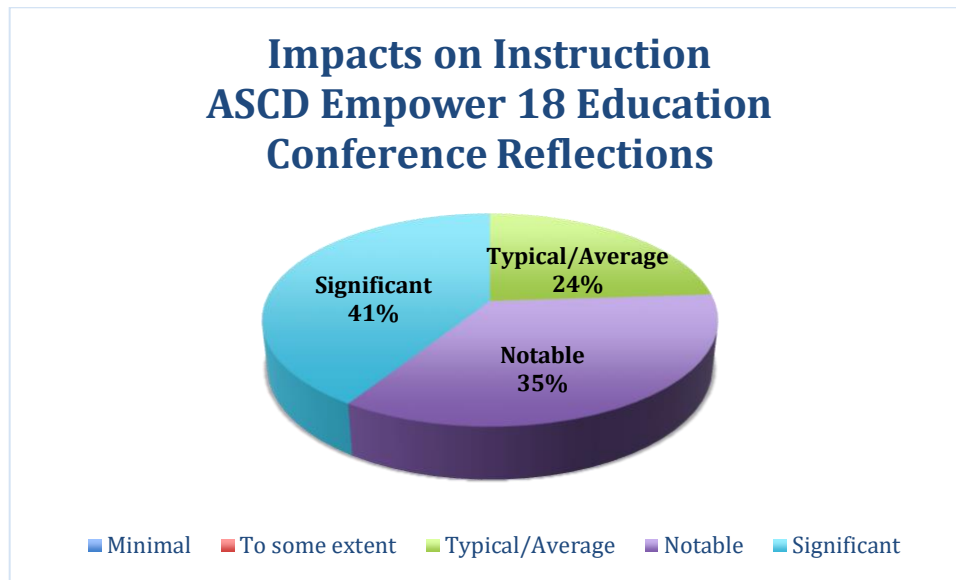 Impacts on Instruction
ASCD Empower 18 Education
Conference Reflections
Typical/Average
24%
Significant
41%
Notable
35%
Minimal To some extent Typical/Average Notable Significant